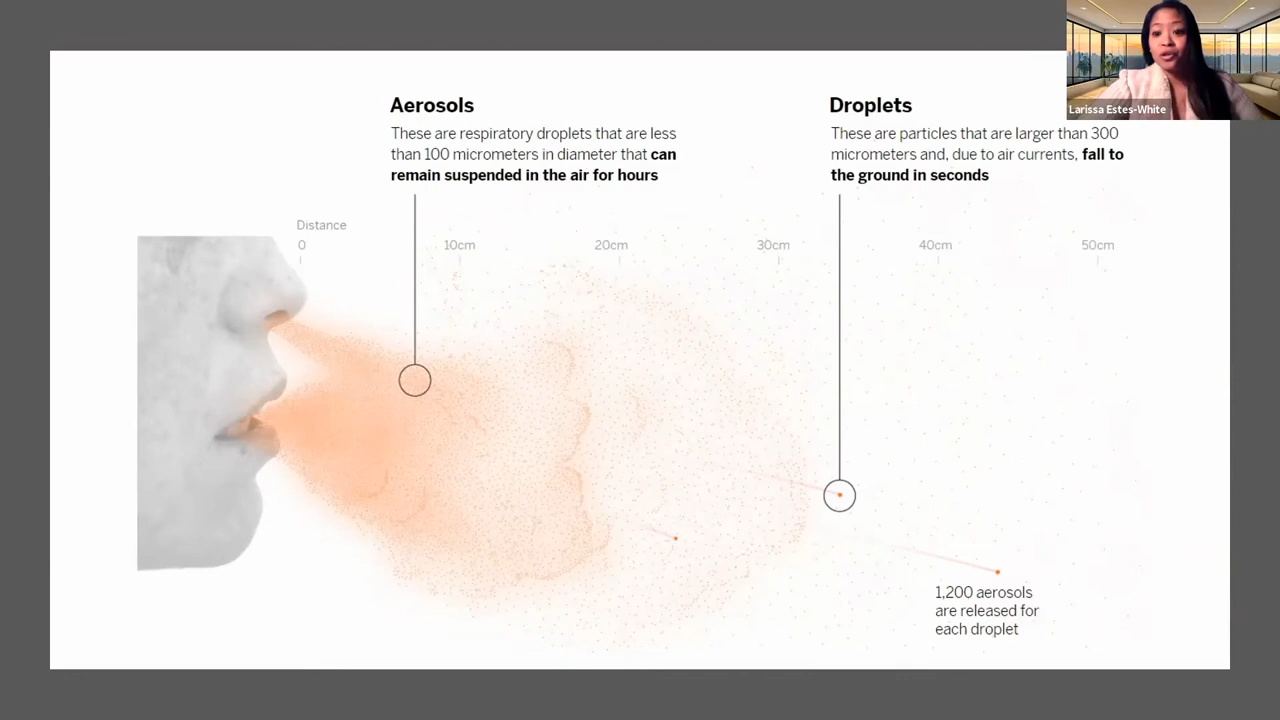 Larissa Estes-White
Aerosols
These are respiratory droplets that are less
than 100 micrometers in diameter that can
remain suspended in the air for hours
Droplets
These are particles that are larger than 300
micrometers and, due to air currents, fall to
the ground in seconds
Distance
0 10cm 20cm 30cm 40cm 50cm
1,200 aerosols
are released for
each droplet